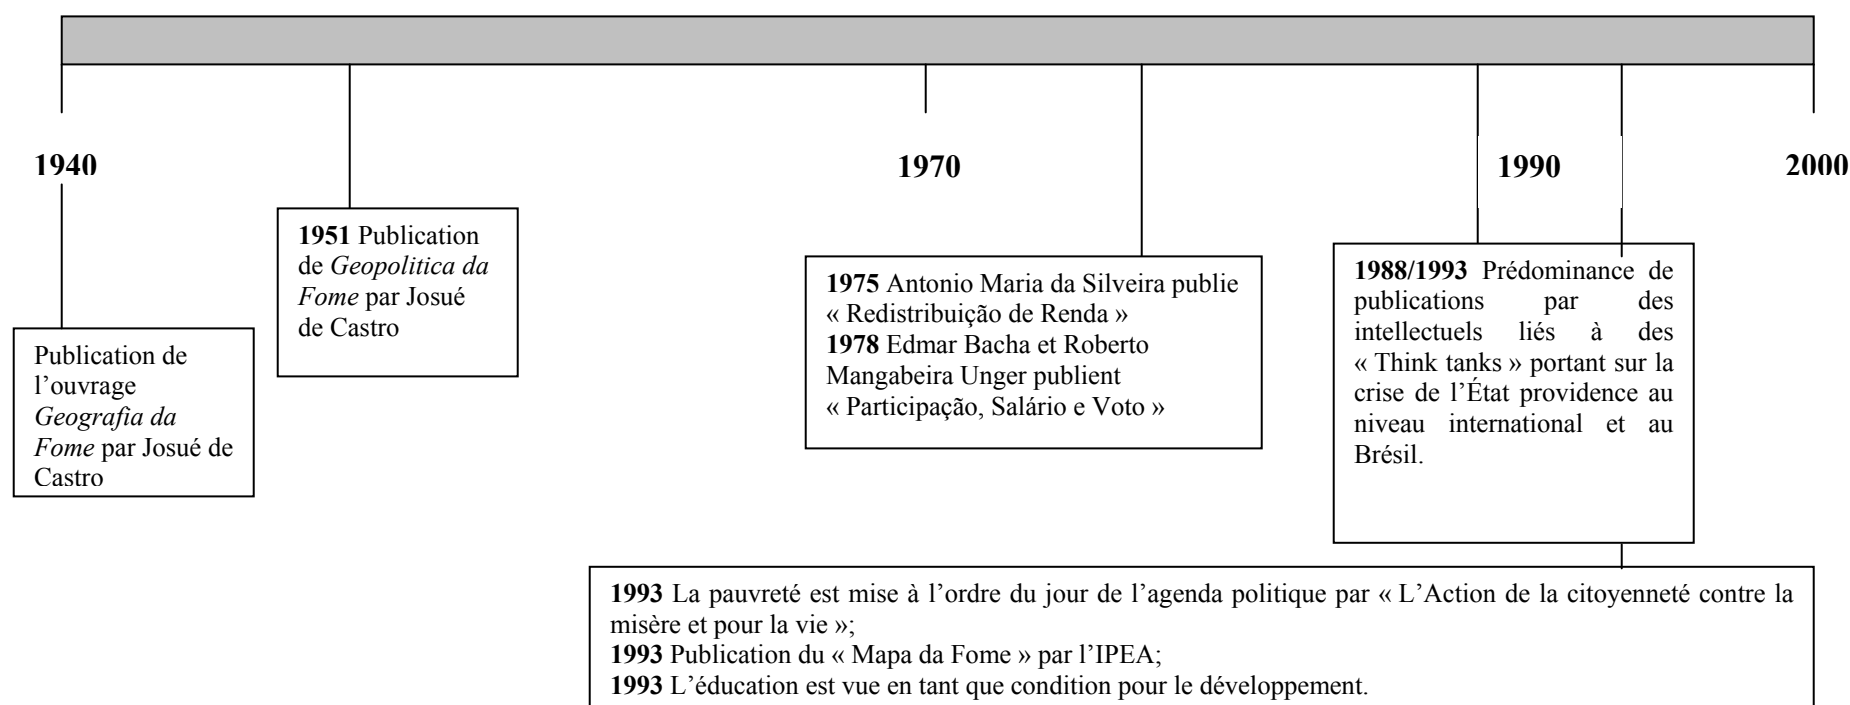 1940
1970
1990
2000
Publication de
l’ouvrage
Geografia da
Fome par Josué de
Castro
1951 Publication
de Geopolitica da
Fome par Josué
de Castro
1975 Antonio Maria da Silveira publie
« Redistribuição de Renda »
1978 Edmar Bacha et Roberto
Mangabeira Unger publient
« Participação, Salário e Voto »
1988/1993 Prédominance de
publications par des
intellectuels liés à des
« Think tanks » portant sur la
crise de l’État providence au
niveau international et au
Brésil.
1993 La pauvreté est mise à l’ordre du jour de l’agenda politique par « L’Action de la citoyenneté contre la
misère et pour la vie »;
1993 Publication du « Mapa da Fome » par l’IPEA;
1993 L’éducation est vue en tant que condition pour le développement.